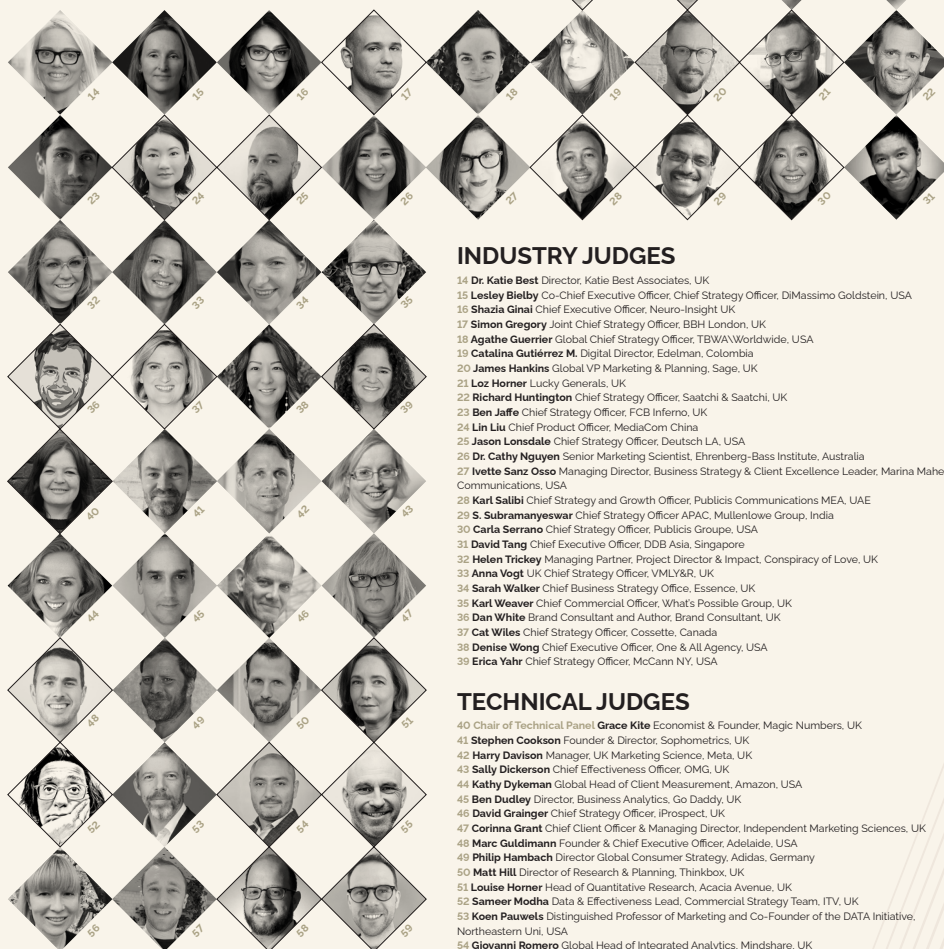 14 15 16 17 18 19 20 21 22
23 24 25 26 27 28 29 30 31
32 33 34 35
36 37 38 39
40 41 42 43
44 45 46 47
48 49 50 51
52 53 54 55
56 57 58 59
INDUSTRY JUDGES
14 Dr. Katie Best Director, Katie Best Associates, UK
15 Lesley Bielby Co-Chief Executive Officer, Chief Strategy Officer, DiMassimo Goldstein, USA
16 Shazia Ginai Chief Executive Officer, Neuro-Insight UK
17 Simon Gregory Joint Chief Strategy Officer, BBH London, UK
18 Agathe Guerrier Global Chief Strategy Officer, TBWA\Worldwide, USA
19 Catalina Gutiérrez M. Digital Director, Edelman, Colombia
20 James Hankins Global VP Marketing & Planning, Sage, UK
21 Loz Horner Lucky Generals, UK
22 Richard Huntington Chief Strategy Officer, Saatchi & Saatchi, UK
23 Ben Jaffe Chief Strategy Officer, FCB Inferno, UK
24 Lin Liu Chief Product Officer, MediaCom China
25 Jason Lonsdale Chief Strategy Officer, Deutsch LA, USA
26 Dr. Cathy Nguyen Senior Marketing Scientist, Ehrenberg-Bass Institute, Australia
27 Ivette Sanz Osso Managing Director, Business Strategy & Client Excellence Leader, Marina Mahe
Communications, USA
28 Karl Salibi Chief Strategy and Growth Officer, Publicis Communications MEA, UAE
29 S. Subramanyeswar Chief Strategy Officer APAC, Mullenlowe Group, India
30 Carla Serrano Chief Strategy Officer, Publicis Groupe, USA
31 David Tang Chief Executive Officer, DDB Asia, Singapore
32 Helen Trickey Managing Partner, Project Director & Impact, Conspiracy of Love, UK
33 Anna Vogt UK Chief Strategy Officer, VMLY&R, UK
34 Sarah Walker Chief Business Strategy Office, Essence, UK
35 Karl Weaver Chief Commercial Officer, What's Possible Group, UK
36 Dan White Brand Consultant and Author, Brand Consultant, UK
37 Cat Wiles Chief Strategy Officer, Cossette, Canada
38 Denise Wong Chief Executive Officer, One & All Agency, USA
39 Erica Yahr Chief Strategy Officer, McCann NY, USA
TECHNICAL JUDGES
40 Chair of Technical Panel Grace Kite Economist & Founder, Magic Numbers, UK
41 Stephen Cookson Founder & Director, Sophometrics, UK
42 Harry Davison Manager, UK Marketing Science, Meta, UK
43 Sally Dickerson Chief Effectiveness Officer, OMG, UK
44 Kathy Dykeman Global Head of Client Measurement, Amazon, USA
45 Ben Dudley Director, Business Analytics, Go Daddy, UK
46 David Grainger Chief Strategy Officer, iProspect, UK
47 Corinna Grant Chief Client Officer & Managing Director, Independent Marketing Sciences, UK
48 Marc Guldimann Founder & Chief Executive Officer, Adelaide, USA
49 Philip Hambach Director Global Consumer Strategy, Adidas, Germany
50 Matt Hill Director of Research & Planning, Thinkbox, UK
51 Louise Horner Head of Quantitative Research, Acacia Avenue, UK
52 Sameer Modha Data & Effectiveness Lead, Commercial Strategy Team, ITV, UK
53 Koen Pauwels Distinguished Professor of Marketing and Co-Founder of the DATA Initiative,
Northeastern Uni, USA
54 Giovanni Romero Global Head of Integrated Analytics, Mindshare, UK